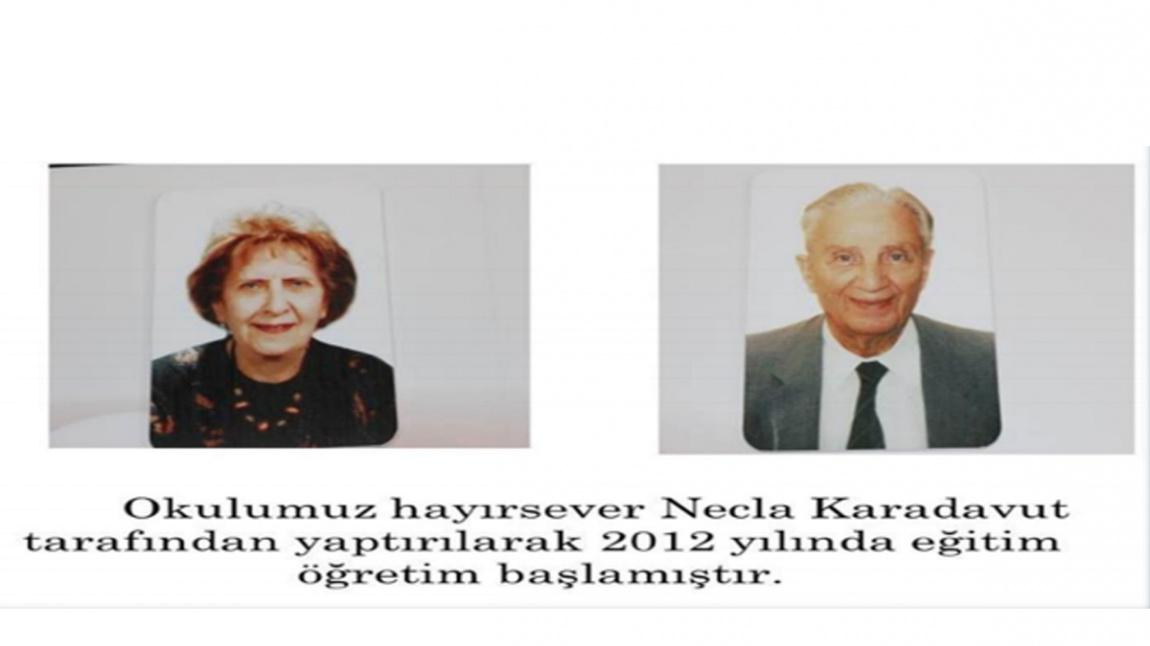 Okulumuz hayırsever Necla Karadavut
tarafından yaptırılarak 2012 yılında eğitim
öğretim başlamıştır.